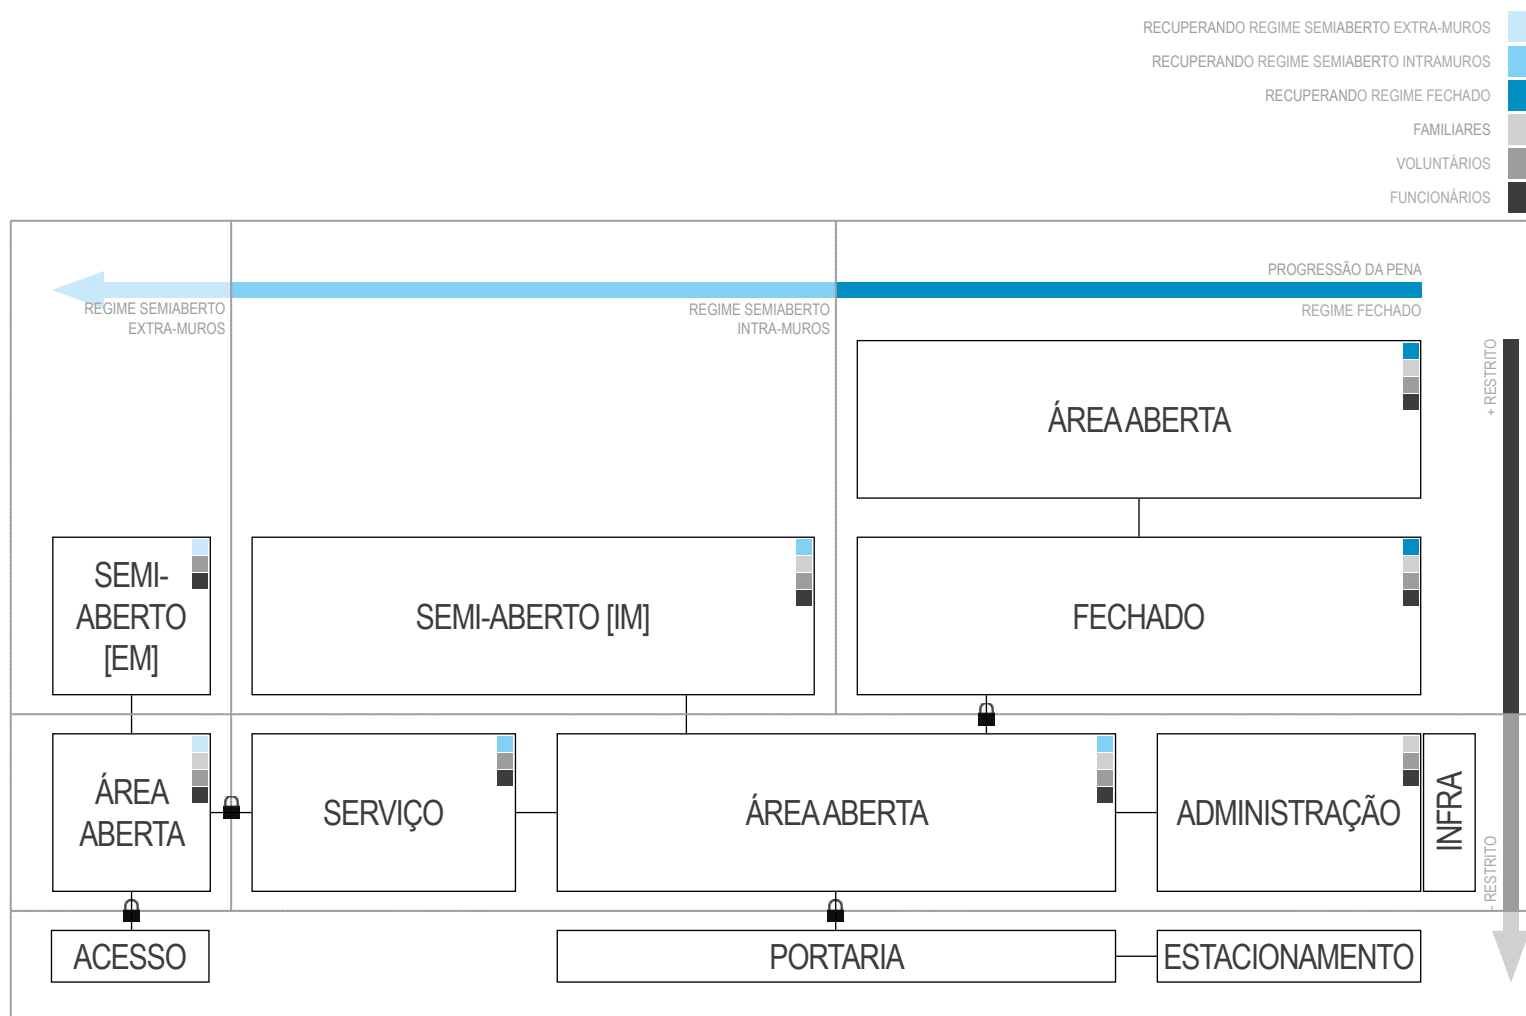 RECUPERANDO REGIME SEMIABERTO EXTRA-MUROS
RECUPERANDO REGIME SEMIABERTO INTRAMUROS
RECUPERANDO REGIME FECHADO
FAMILIARES
VOLUNTÁRIOS
FUNCIONÁRIOS
PROGRESSÃO DA PENA
REGIME SEMIABERTO
EXTRA-MUROS
REGIME SEMIABERTO
INTRA-MUROS
REGIME FECHADO
+ RESTRITO
ÁREA ABERTA
SEMI-
ABERTO
[EM]
SEMI-ABERTO [IM]
FECHADO
ÁREA
ABERTA
SERVIÇO
ÁREA ABERTA
ADMINISTRAÇÃO
INFRA
- RESTRITO
ACESSO
PORTARIA
ESTACIONAMENTO